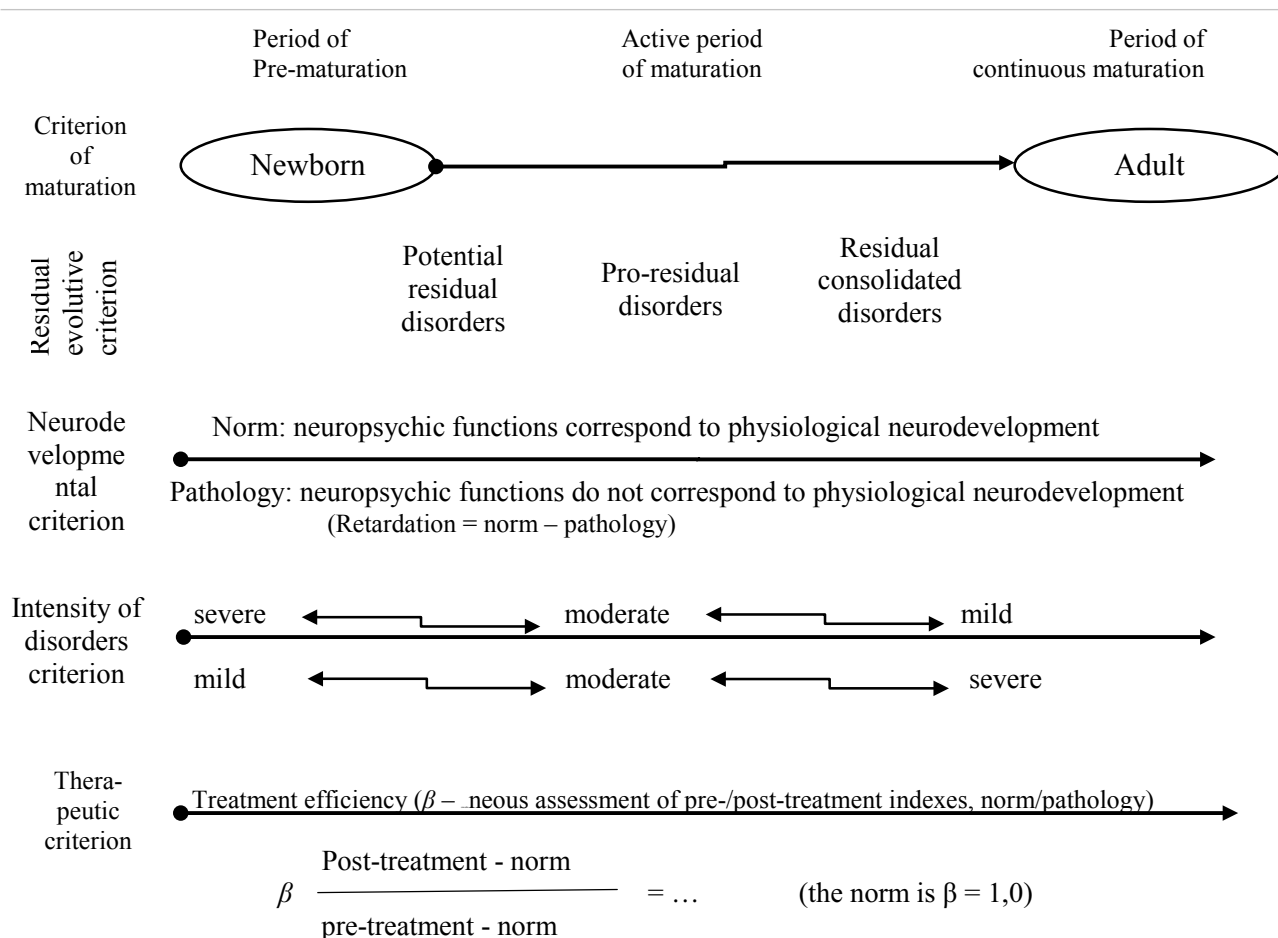 Period of
Pre-maturation
Active period
of maturation
Period of
continuous maturation
Criterion
of
maturation
Newborn
Adult
Residual
evolutive
criterion
Potential
residual
disorders
Pro-residual
disorders
Residual
consolidated
disorders
Neurode
velopme
ntal
criterion
Norm: neuropsychic functions correspond to physiological neurodevelopment
Pathology: neuropsychic functions do not correspond to physiological neurodevelopment
(Retardation = norm – pathology)
Intensity of
disorders
criterion
severe moderate mild
mild moderate severe
Thera-
peutic
criterion
Treatment efficiency (β – neous assessment of pre-/post-treatment indexes, norm/pathology)
Post-treatment - norm
β = … (the norm is β = 1,0)
pre-treatment - norm